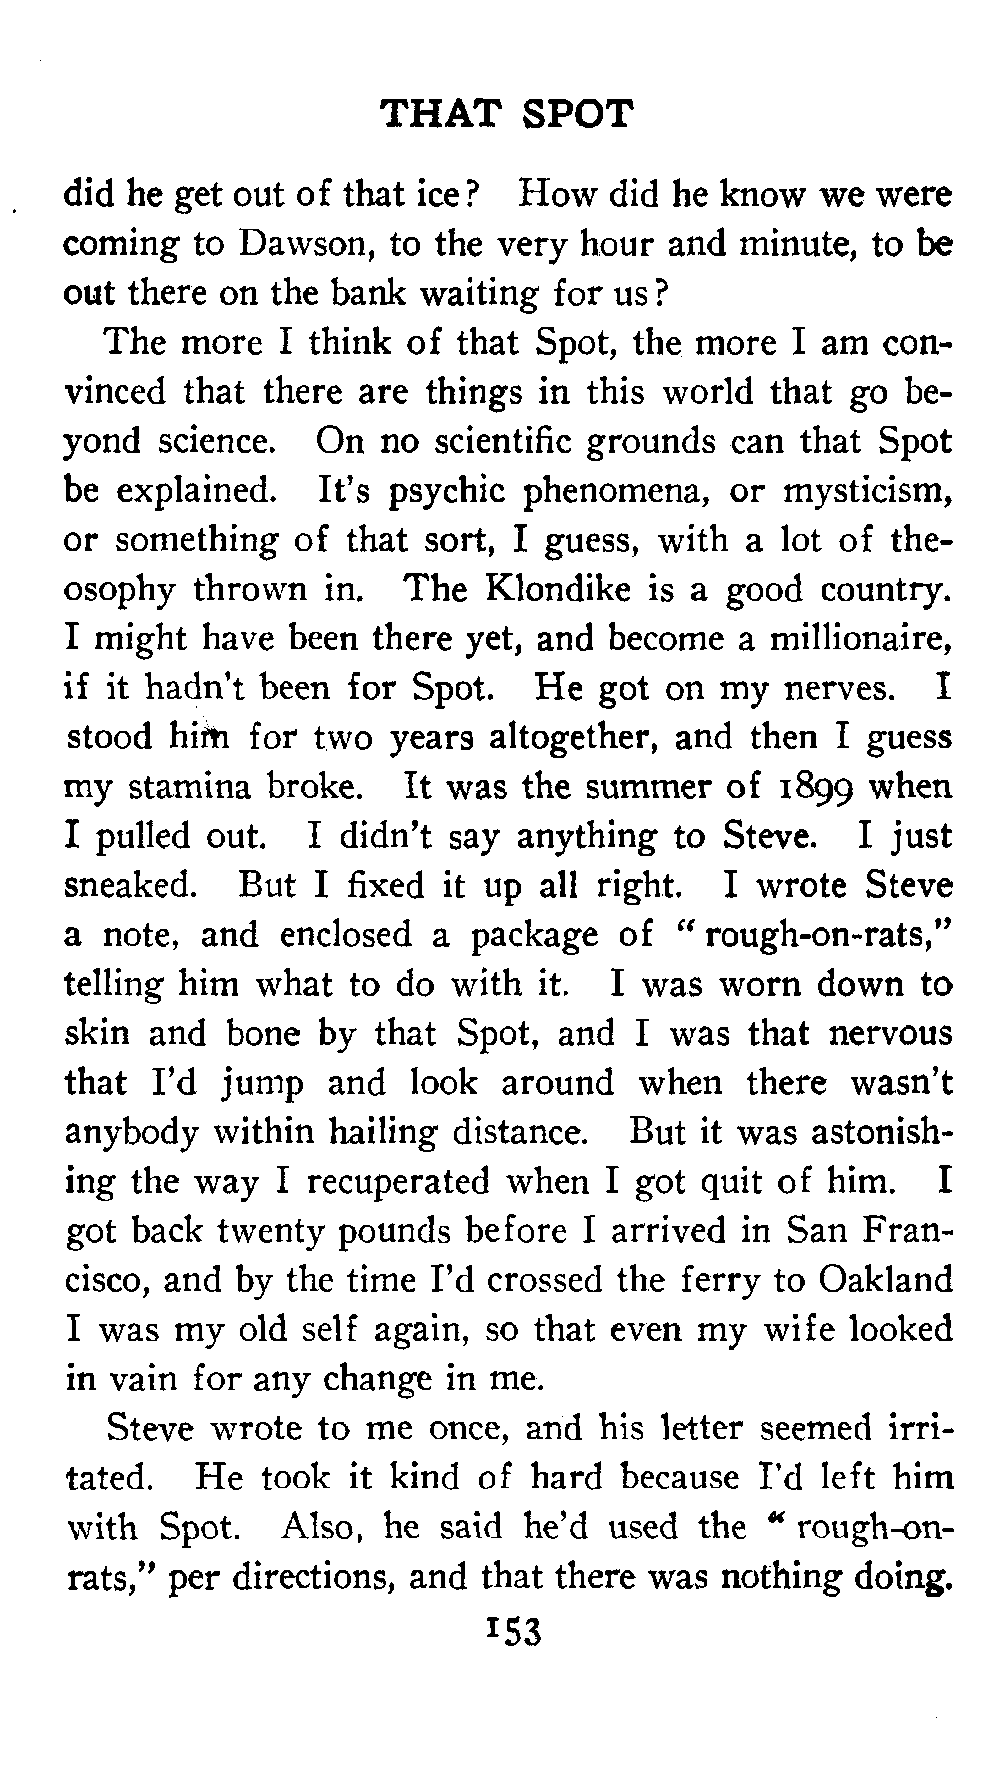 THAT SPOT
did he get out of that ice? How did he know we were
coming to Dawson, to the very hour and minute, to be
out there on the bank waiting for us?
The more I think of that Spot, the more I am con-
vinced that there are things in this world that go be-
yond science. On no scientific grounds can that Spot
be explained. It's psychic phenomena, or mysticism,
or something of that sort, I guess, with a lot of the-
osophy thrown in. The Klondike is a good country.
I might have been there yet, and become a millionaire,
if it hadn't been for Spot. He got on my nerves. I
stood him for two years altogether, and then I guess
my stamina broke. It was the summer of 1899 when
I pulled out. I didn't say anything to Steve. I just
sneaked. But I fixed it up all right. I wrote Steve
a note, and enclosed a package of "rough-on-rats,"
telling him what to do with it. I was worn down to
skin and bone by that Spot, and I was that nervous
that I'd jump and look around when there wasn't
anybody within hailing distance. But it was astonish-
ing the way I recuperated when I got quit of him. I
got back twenty pounds before I arrived in San Fran-
cisco, and by the time I'd crossed the ferry to Oakland
I was my old self again, so that even my wife looked
in vain for any change in me.
Steve wrote to me once, and his letter seemed irri-
tated. He took it kind of hard because I'd left him
with Spot. Also, he said he'd used the "rough-on-
rats," per directions, and that there was nothing doing.
153